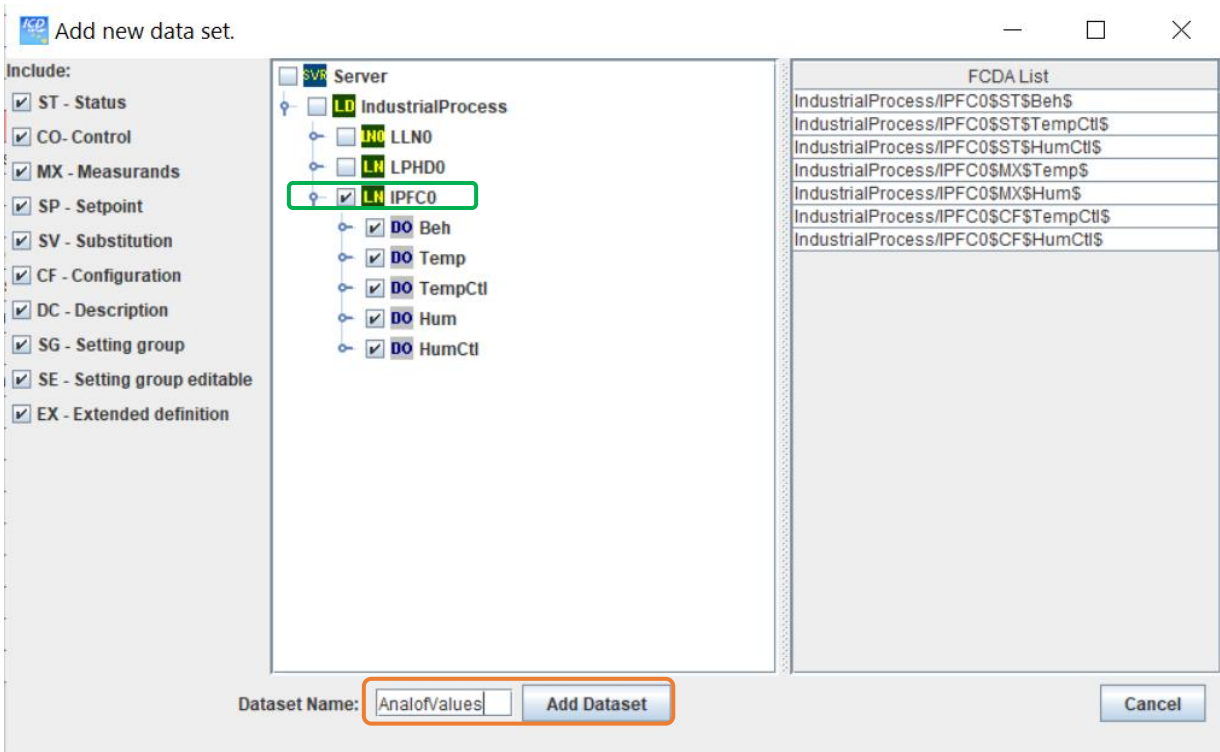 ICD
Add new data set.
Include:
ST - Status
CO- Control
MX - Measurands
SP - Setpoint
SV - Substitution
CF - Configuration
DC - Description
SG - Setting group
SE - Setting group editable
EX - Extended definition
SVR Server
LD IndustrialProcess
LN0 LLN0
LN LPHD0
LN IPFC0
DO Beh
DO Temp
DO TempCtl
DO Hum
DO HumCtl
FCDA List
IndustrialProcess/IPFC0$ST$Beh$
IndustrialProcess/IPFC0$ST$TempCtl$
IndustrialProcess/IPFC0$ST$HumCtl$
IndustrialProcess/IPFC0$MX$Temp$
IndustrialProcess/IPFC0$MX$Hum$
IndustrialProcess/IPFC0$CF$TempCtl$
IndustrialProcess/IPFC0$CF$HumCtl$
Dataset Name: AnalofValues Add Dataset
Cancel